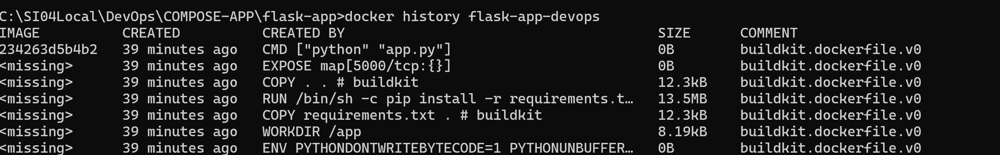 C:\SI04Local\DevOps\COMPOSE-APP\flask-app>docker history flask-app-devops
IMAGE CREATED CREATED BY SIZE COMMENT
234263d5b4b2 39 minutes ago CMD ["python" "app.py"] 0B buildkit.dockerfile.v0
<missing> 39 minutes ago EXPOSE map[5000/tcp:{}] 0B buildkit.dockerfile.v0
<missing> 39 minutes ago COPY . . # buildkit 12.3kB buildkit.dockerfile.v0
<missing> 39 minutes ago RUN /bin/sh -c pip install -r requirements.t… 13.5MB buildkit.dockerfile.v0
<missing> 39 minutes ago COPY requirements.txt . # buildkit 12.3kB buildkit.dockerfile.v0
<missing> 39 minutes ago WORKDIR /app 8.19kB buildkit.dockerfile.v0
<missing> 39 minutes ago ENV PYTHONDONTWRITEBYTECODE=1 PYTHONUNBUFFER… 0B buildkit.dockerfile.v0